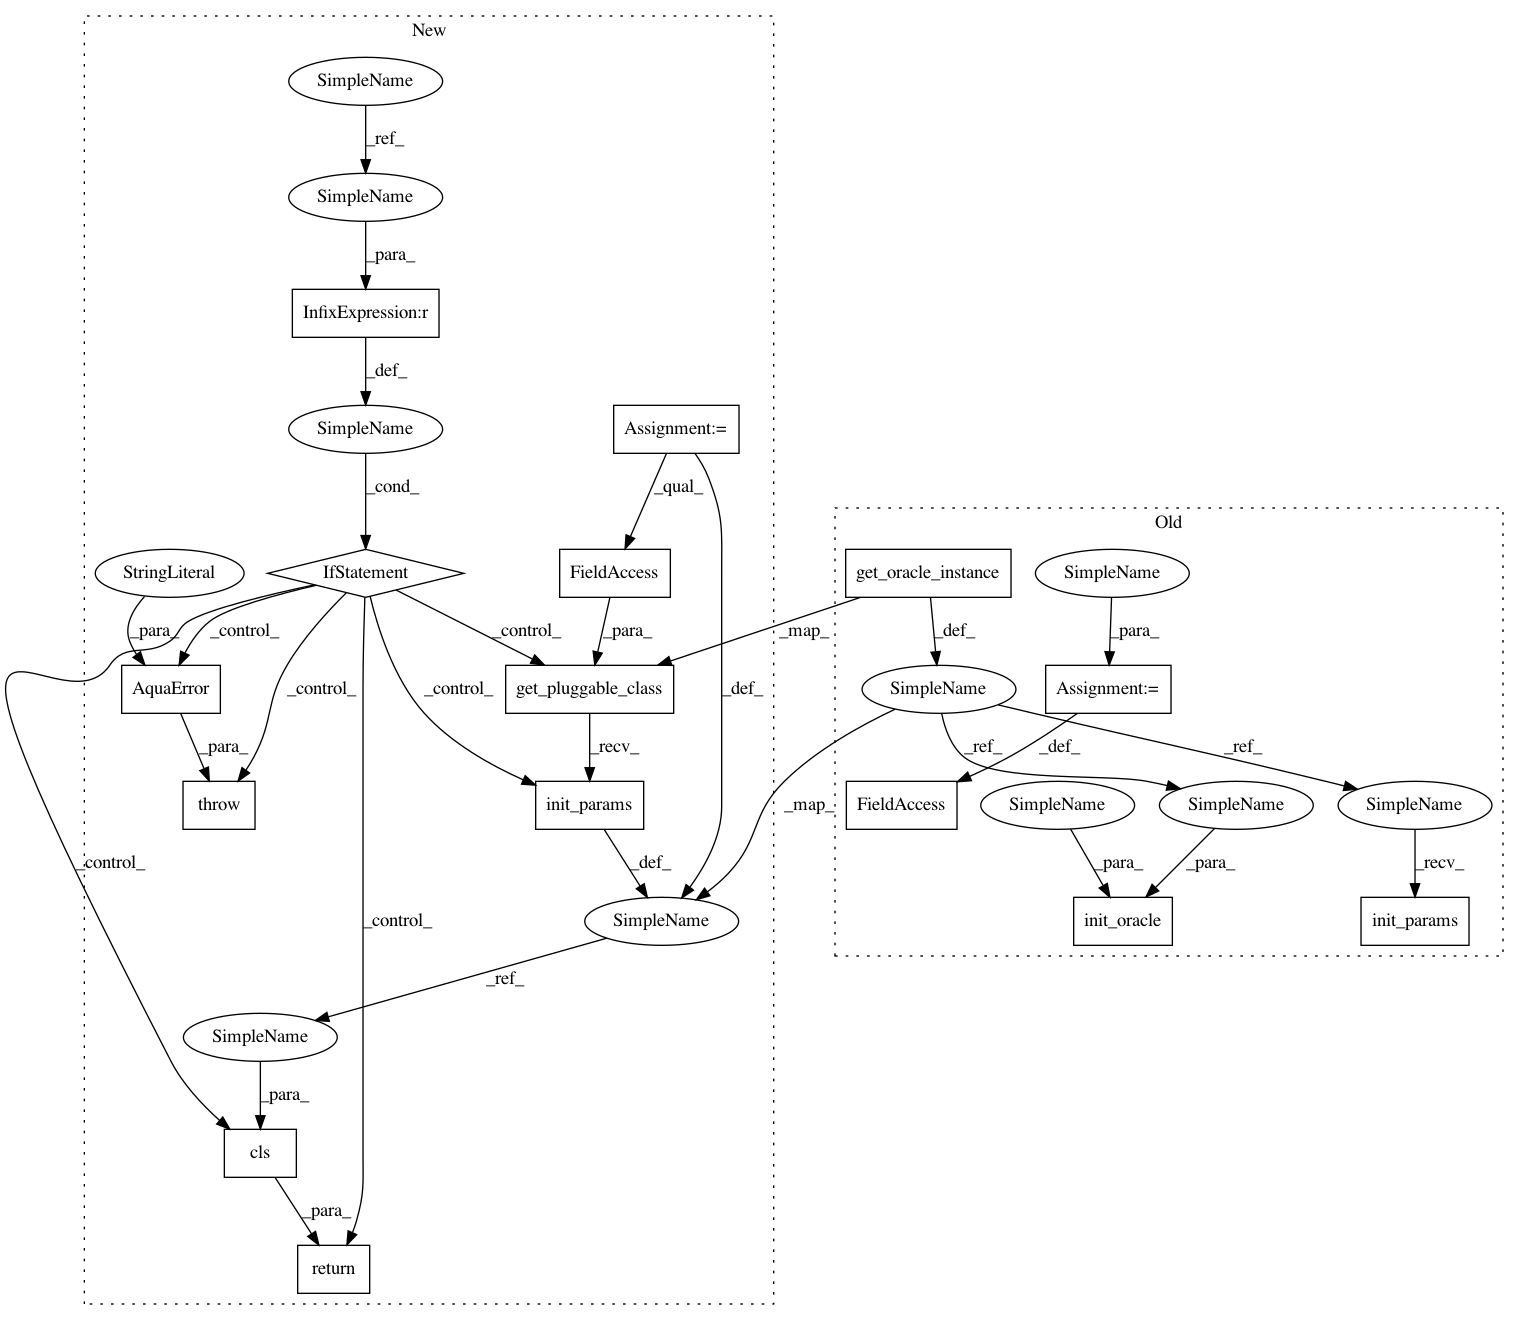 New
SimpleName
_ref_
SimpleName
_para_
InfixExpression:r
_def_
SimpleName
Assignment:=
_cond_
_qual_
Old
StringLiteral
IfStatement
FieldAccess
get_oracle_instance
SimpleName
_para_
_control_
_control_
_para_
_map_
_def_
_para_
AquaError
_control_
_control_
get_pluggable_class
_def_
SimpleName
Assignment:=
_para_
_recv_
_ref_
_def_
_ref_
throw
init_params
_map_
FieldAccess
SimpleName
SimpleName
SimpleName
_control_
_def_
_para_
_para_
_recv_
_control_
SimpleName
init_oracle
init_params
_ref_
SimpleName
_para_
cls
_para_
return